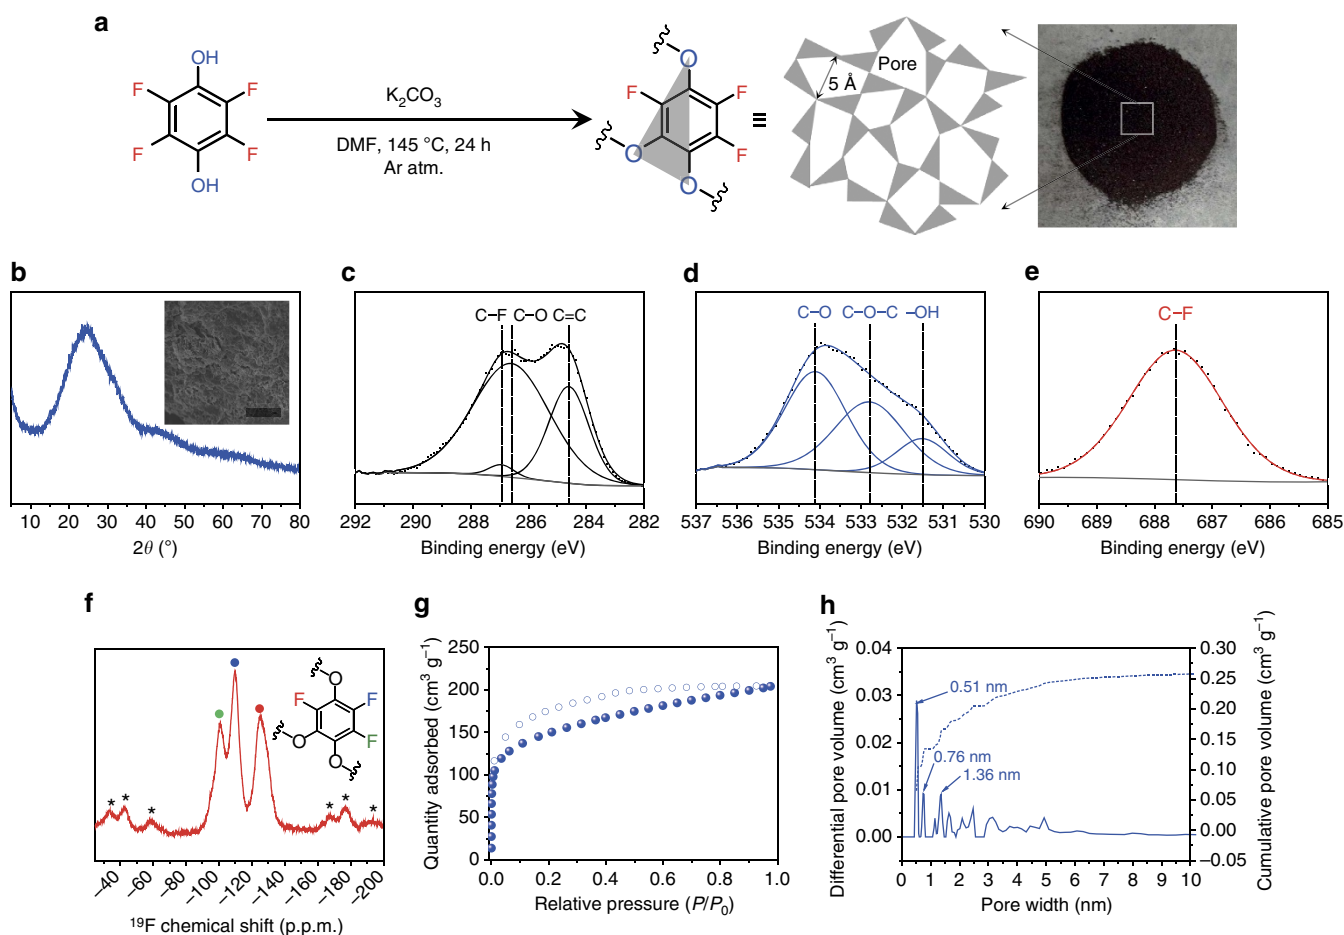 a
OH
F F
F F
OH
K2CO3
DMF, 145 °C, 24 h
Ar atm.
O
F F
O F
O
≡
Pore
5 Å
b
10 20 30 40 50 60 70 80
2θ (°)
c
C–F C–O C=C
292 290 288 286 284 282
Binding energy (eV)
d
C–O C–O–C –OH
537 536 535 534 533 532 531 530
Binding energy (eV)
e
C–F
690 689 688 687 686 685
Binding energy (eV)
f
O
F F
O F
O
* * * * * *
–40 –60 –80 –100 –120 –140 –160 –180 –200
19F chemical shift (p.p.m.)
g
Quantity adsorbed (cm3 g–1)
250
200
150
100
50
0
0.0 0.2 0.4 0.6 0.8 1.0
Relative pressure (P/P0)
h
Differential pore volume (cm3 g–1)
0.04
0.03
0.02
0.01
0.00
0.51 nm
0.76 nm
1.36 nm
0.30
0.25
0.20
0.15
0.10
0.05
0.00
–0.05
Cumulative pore volume (cm3 g–1)
0 1 2 3 4 5 6 7 8 9 10
Pore width (nm)